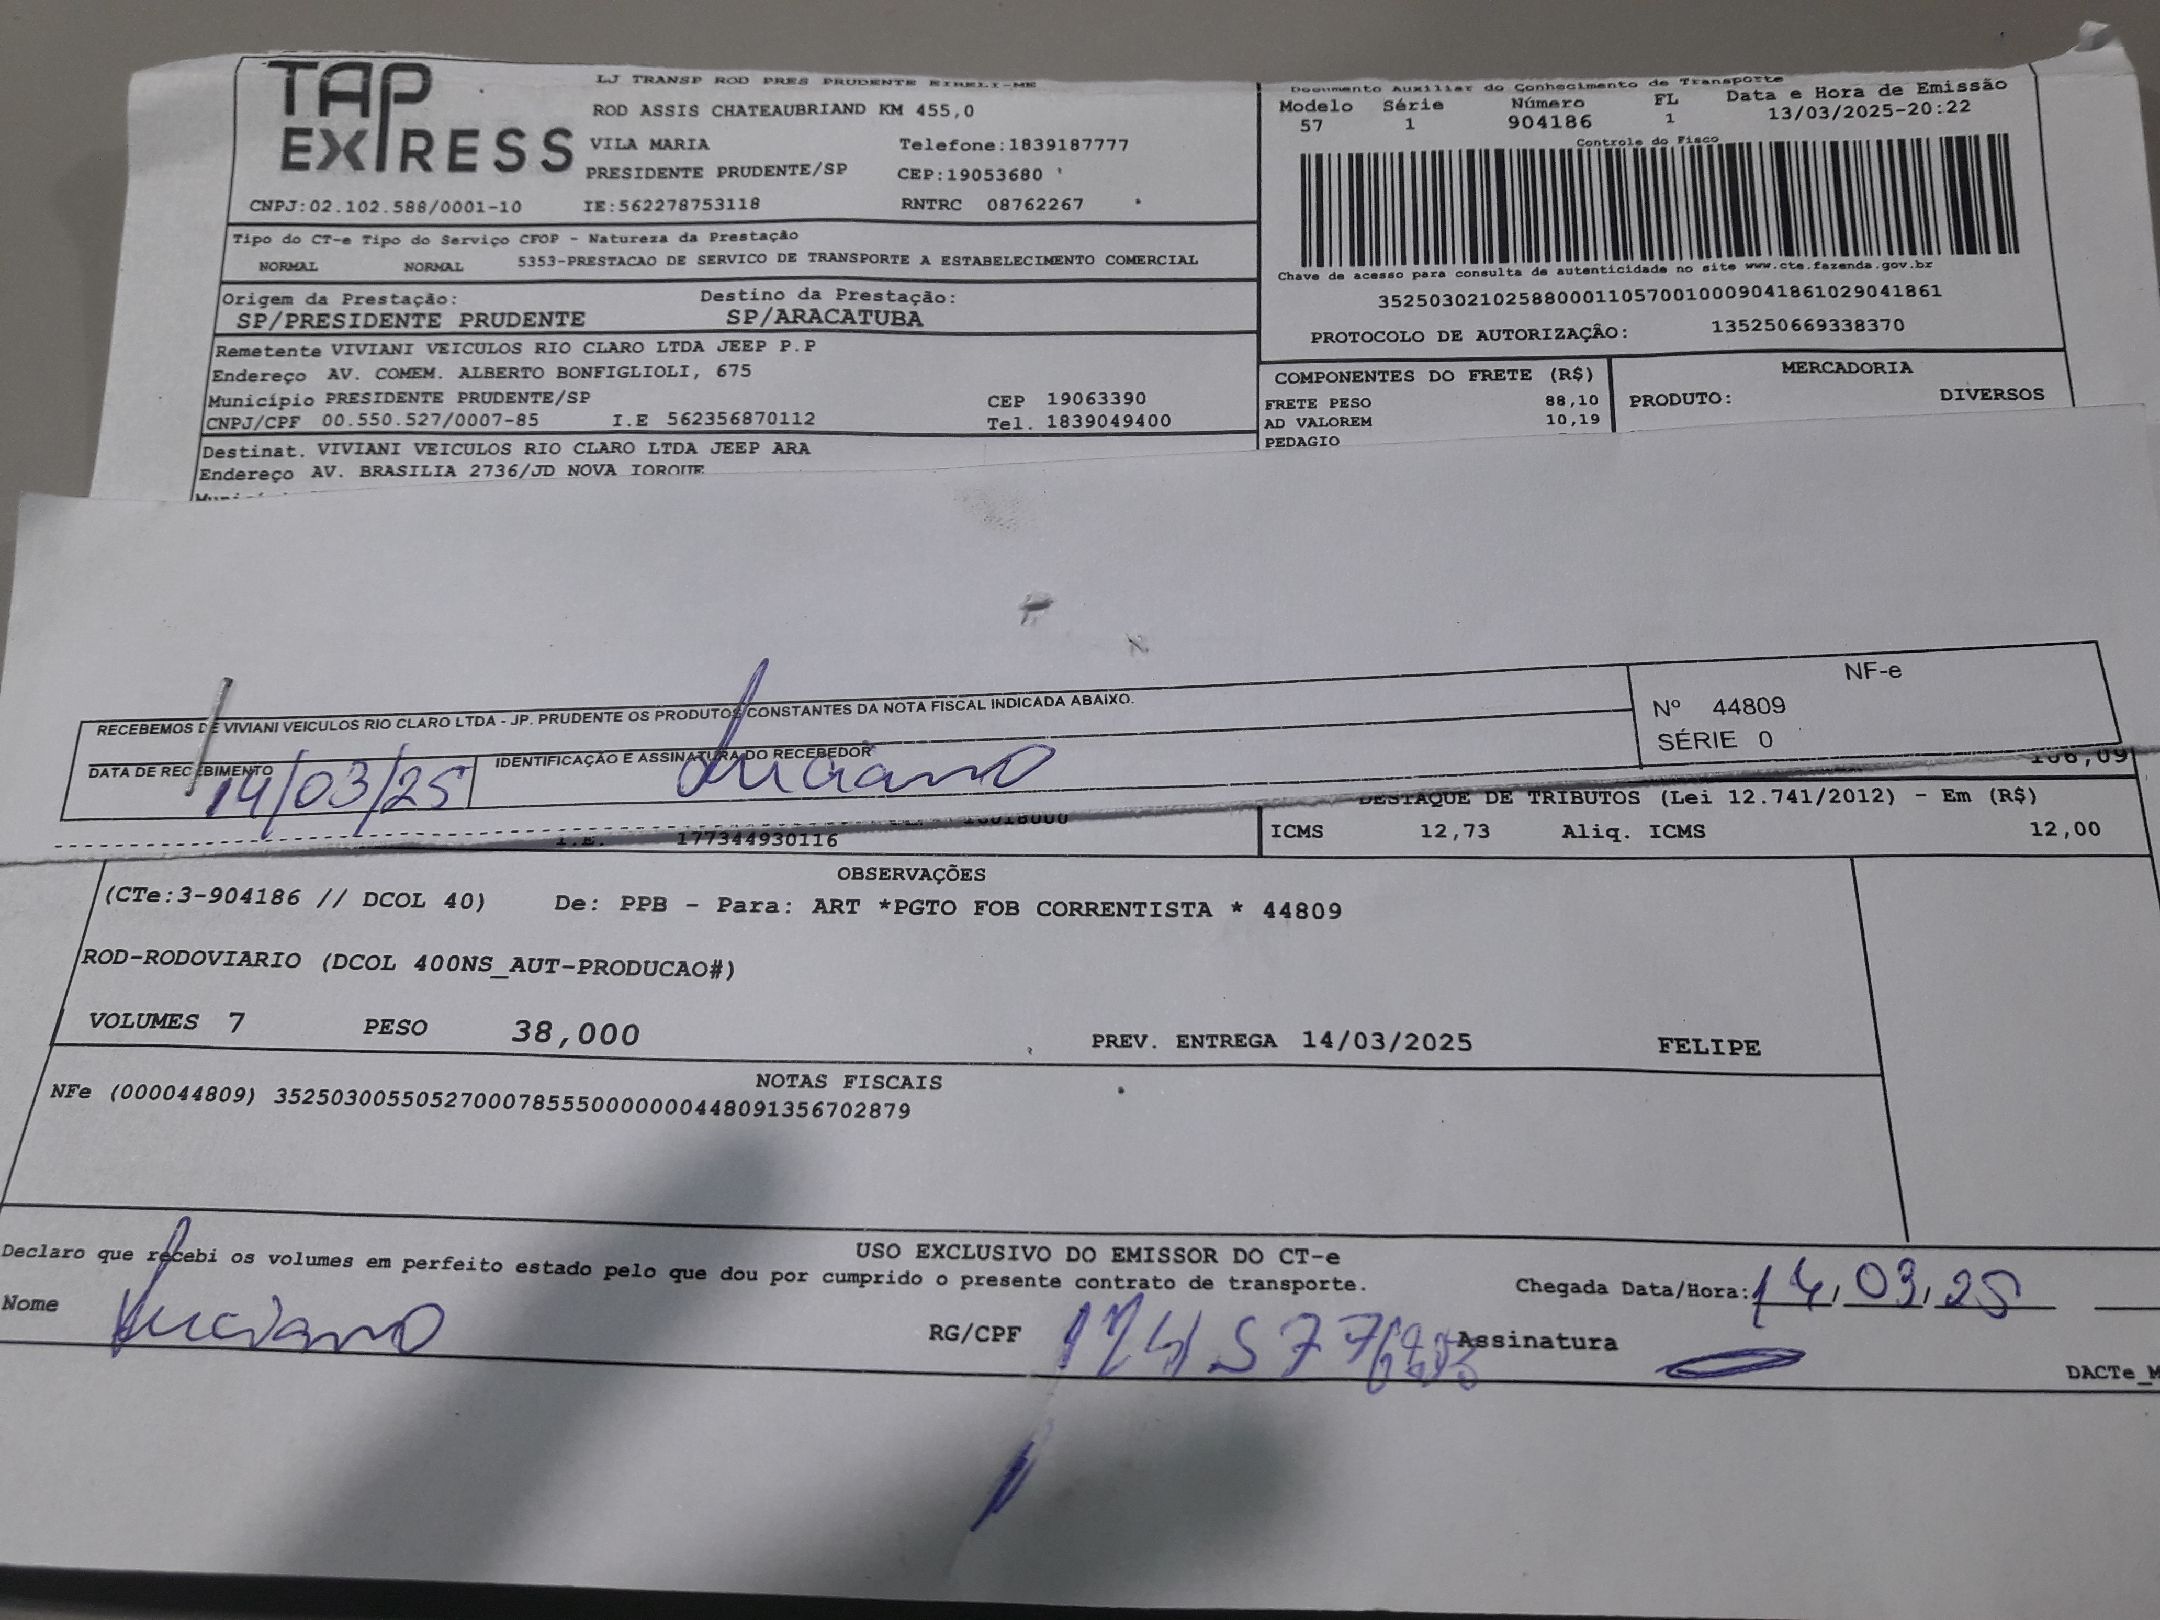 TAP EXPRESS
LJ TRANSP ROD PRES PRUDENTE EIRELI-ME
ROD ASSIS CHATEAUBRIAND KM 455,0
VILA MARIA Telefone:1839187777
PRESIDENTE PRUDENTE/SP CEP:19053680
CNPJ:02.102.588/0001-10 IE:562278753118 RNTRC 08762267
Documento Auxiliar do Conhecimento de Transporte
Modelo Série Número FL Data e Hora de Emissão
57 1 904186 1 13/03/2025-20:22
Controle do Fisco
Chave de acesso para consulta de autenticidade no site www.cte.fazenda.gov.br
35250302102588000110570010009041861029041861
PROTOCOLO DE AUTORIZAÇÃO: 135250669338370
Tipo do CT-e Tipo do Serviço CFOP - Natureza da Prestação
NORMAL NORMAL 5353-PRESTACAO DE SERVICO DE TRANSPORTE A ESTABELECIMENTO COMERCIAL
Origem da Prestação: Destino da Prestação:
SP/PRESIDENTE PRUDENTE SP/ARACATUBA
Remetente VIVIANI VEICULOS RIO CLARO LTDA JEEP P.P
Endereço AV. COMEM. ALBERTO BONFIGLIOLI, 675
Município PRESIDENTE PRUDENTE/SP CEP 19063390
CNPJ/CPF 00.550.527/0007-85 I.E 562356870112 Tel. 1839049400
COMPONENTES DO FRETE (R$) MERCADORIA
FRETE PESO 88,10 PRODUTO: DIVERSOS
AD VALOREM 10,19
PEDAGIO
Destinat. VIVIANI VEICULOS RIO CLARO LTDA JEEP ARA
Endereço AV. BRASILIA 2736/JD NOVA IORQUE
RECEBEMOS DE VIVIANI VEICULOS RIO CLARO LTDA - JP. PRUDENTE OS PRODUTOS CONSTANTES DA NOTA FISCAL INDICADA ABAIXO.
DATA DE RECEBIMENTO IDENTIFICAÇÃO E ASSINATURA DO RECEBEDOR
14/03/25 Luciano
NF-e
Nº 44809
SÉRIE 0
106,09
I.E. 177344930116
DESTAQUE DE TRIBUTOS (Lei 12.741/2012) - Em (R$)
ICMS 12,73 Aliq. ICMS 12,00
OBSERVAÇÕES
(CTe:3-904186 // DCOL 40) De: PPB - Para: ART *PGTO FOB CORRENTISTA * 44809
ROD-RODOVIARIO (DCOL 400NS_AUT-PRODUCAO#)
VOLUMES 7 PESO 38,000 PREV. ENTREGA 14/03/2025 FELIPE
NOTAS FISCAIS
NFe (000044809) 35250300550527000785550000000448091356702879
USO EXCLUSIVO DO EMISSOR DO CT-e
Declaro que recebi os volumes em perfeito estado pelo que dou por cumprido o presente contrato de transporte.
Chegada Data/Hora: 14,03,25
Nome Luciano RG/CPF Assinatura
DACTe_M